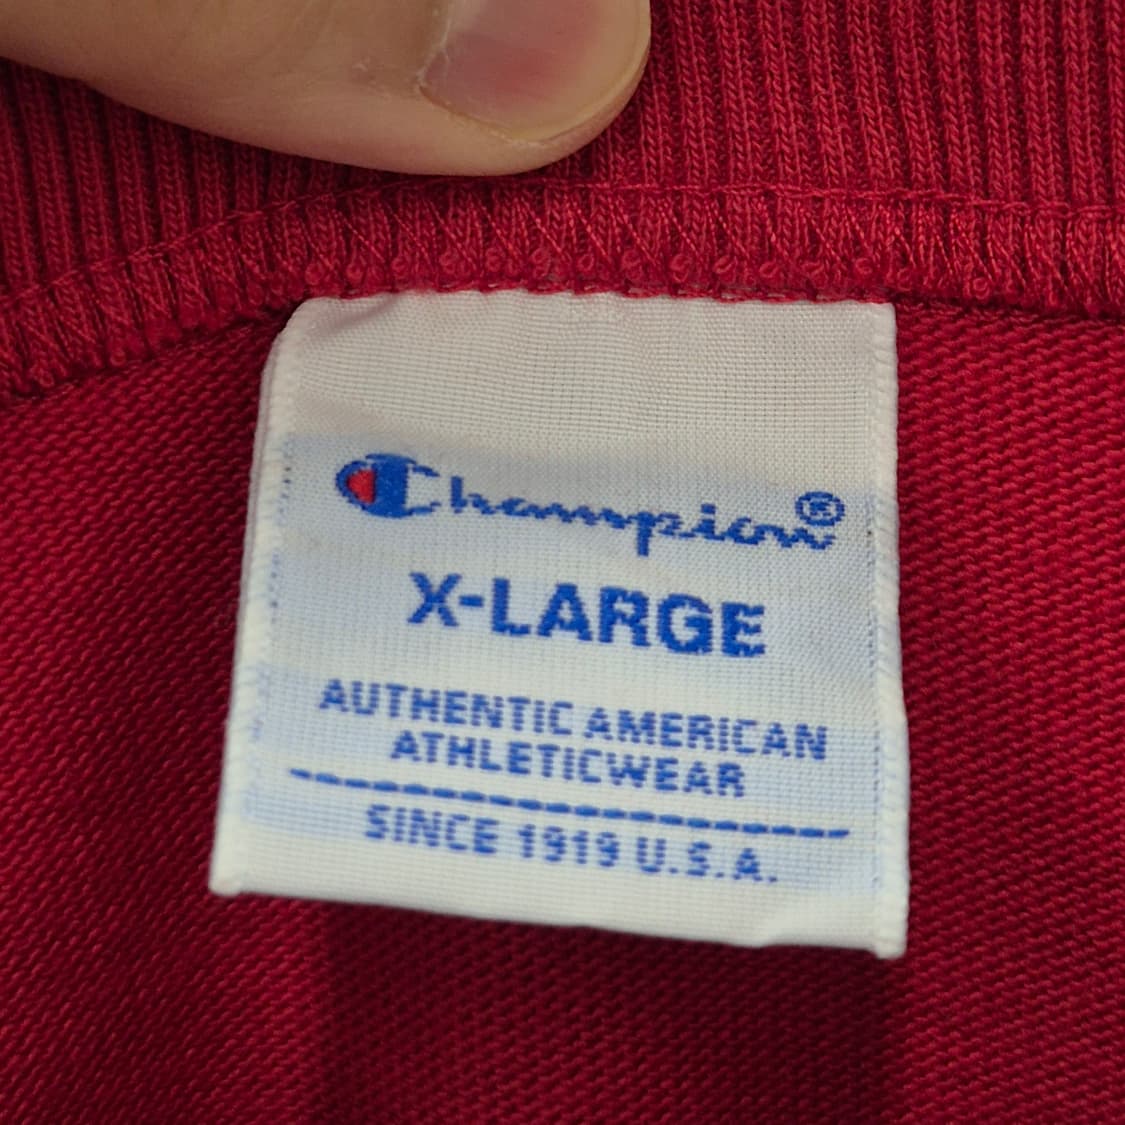 Champion®
X-LARGE
AUTHENTIC AMERICAN
ATHLETICWEAR
SINCE 1919 U.S.A.